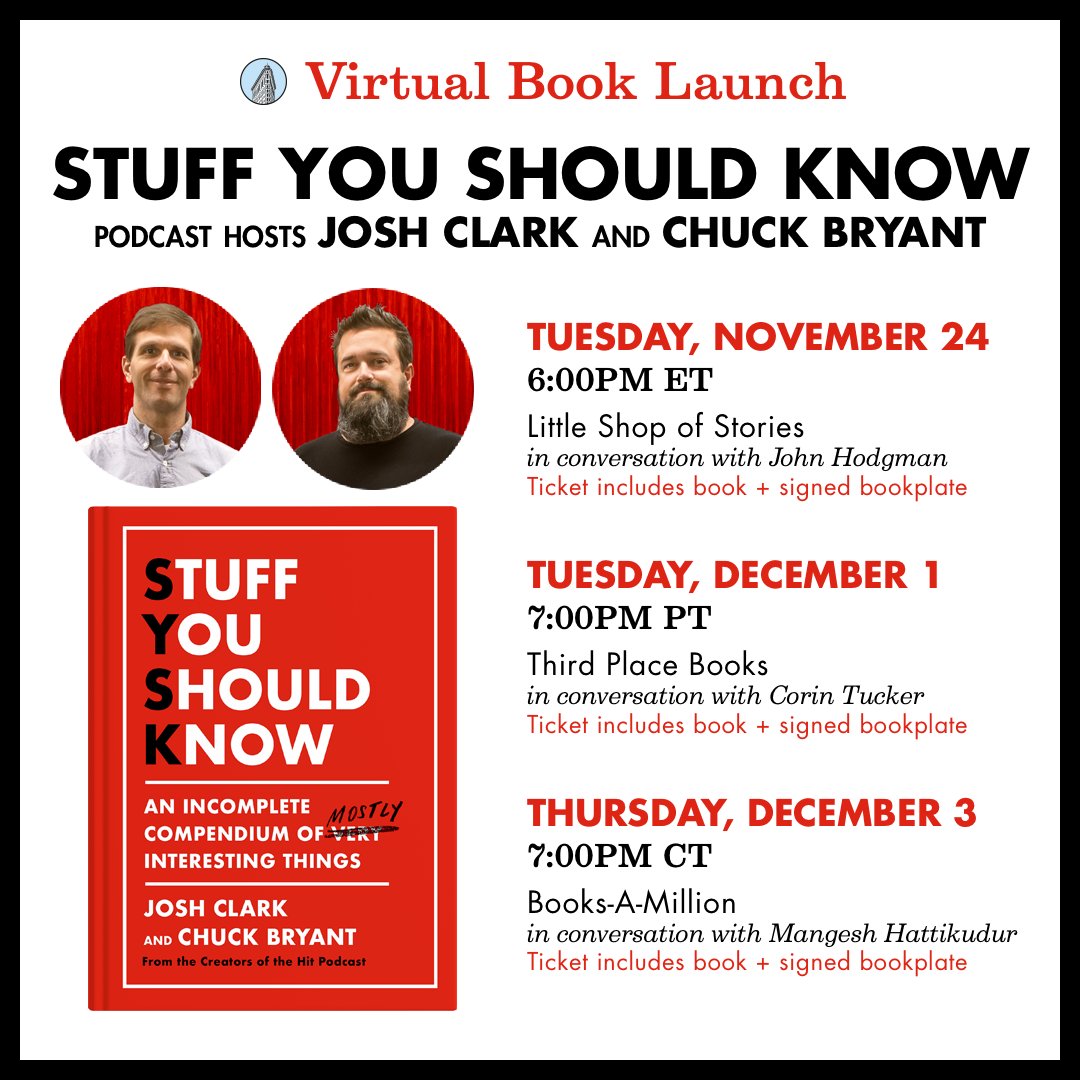 Virtual Book Launch
STUFF YOU SHOULD KNOW
PODCAST HOSTS JOSH CLARK AND CHUCK BRYANT
TUESDAY, NOVEMBER 24
6:00PM ET
Little Shop of Stories
in conversation with John Hodgman
Ticket includes book + signed bookplate
TUESDAY, DECEMBER 1
7:00PM PT
Third Place Books
in conversation with Corin Tucker
Ticket includes book + signed bookplate
THURSDAY, DECEMBER 3
7:00PM CT
Books-A-Million
in conversation with Mangesh Hattikudur
Ticket includes book + signed bookplate
STUFF
YOU
SHOULD
KNOW
AN INCOMPLETE
MOSTLY
COMPENDIUM OF VERY
INTERESTING THINGS
JOSH CLARK
AND CHUCK BRYANT
From the Creators of the Hit Podcast